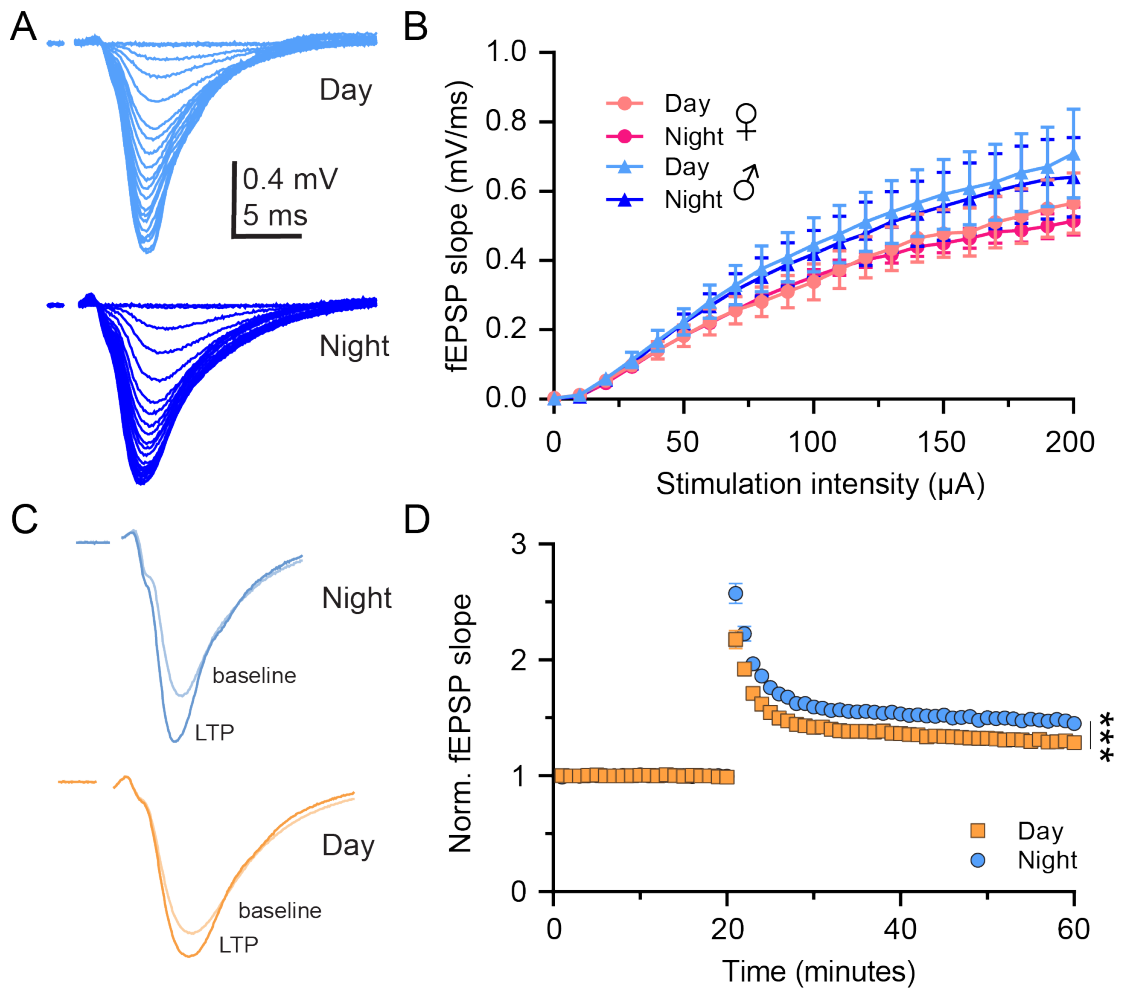 A
Day
0.4 mV
5 ms
Night
B
fEPSP slope (mV/ms)
1.0
0.8
0.6
0.4
0.2
0.0
Day
Night
♀
Day
Night
♂
0
50
100
150
200
Stimulation intensity (µA)
C
Night
baseline
LTP
Day
baseline
LTP
D
Norm. fEPSP slope
3
2
1
0
***
Day
Night
0
20
40
60
Time (minutes)